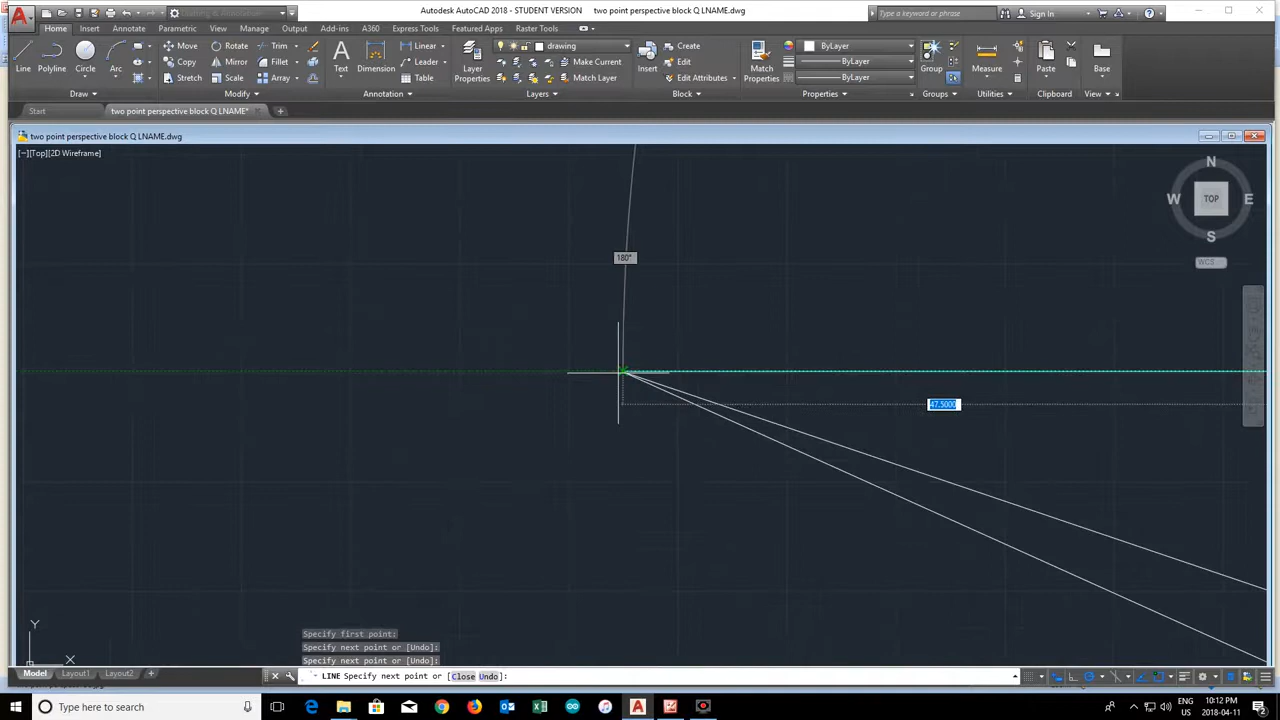 Autodesk AutoCAD 2018 - STUDENT VERSION two point perspective block Q LNAME.dwg
Type a keyword or phrase
Sign In
Home Insert Annotate Parametric View Manage Output Add-ins A360 Express Tools Featured Apps Raster Tools
Move Rotate Trim Linear drawing Create ByLayer
Copy Mirror Fillet Leader Make Current Edit ByLayer
Stretch Scale Array Table Match Layer Edit Attributes ByLayer
Line Polyline Circle Arc Text Dimension Layer Properties Insert Match Properties Group Measure Paste Base
Draw Modify Annotation Layers Block Properties Groups Utilities Clipboard View
Start two point perspective block Q LNAME*
two point perspective block Q LNAME.dwg
[−][Top][2D Wireframe]
N
W TOP E
S
WCS
180°
47.5000
Y
X
Specify first point:
Specify next point or [Undo]:
Specify next point or [Undo]:
Model Layout1 Layout2
LINE Specify next point or [Close Undo]:
Type here to search
ENG
US
10:12 PM
2018-04-11